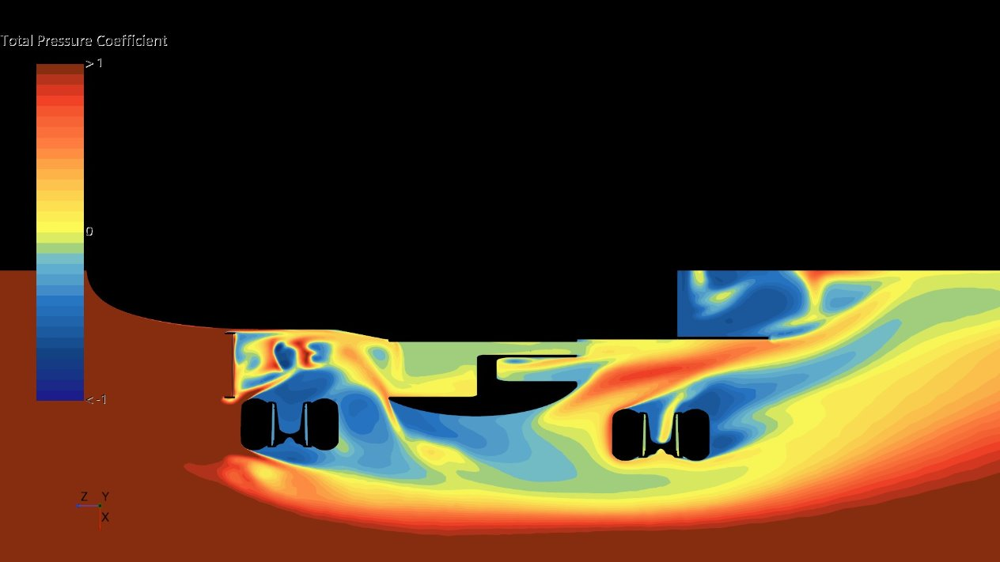 Total Pressure Coefficient
> 1
0
< -1
Z Y
X